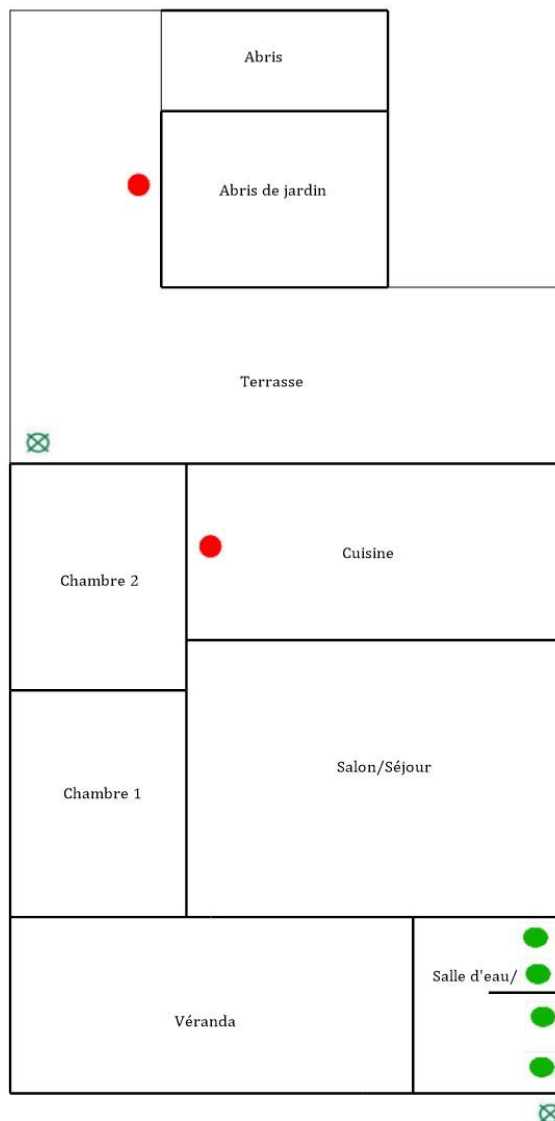 Abris
Abris de jardin
Terrasse
Cuisine
Chambre 2
Salon/Séjour
Chambre 1
Salle d'eau/
Véranda